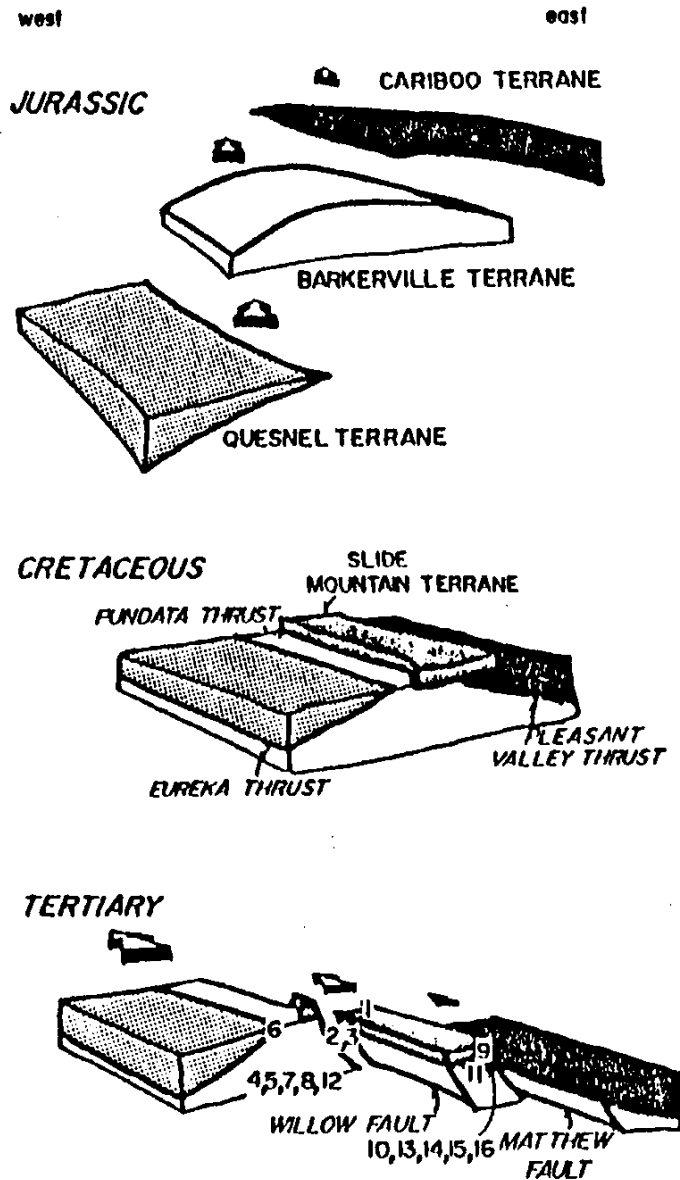 west east
CARIBOO TERRANE
JURASSIC
BARKERVILLE TERRANE
QUESNEL TERRANE
CRETACEOUS
SLIDE
MOUNTAIN TERRANE
PUNDATA THRUST
PLEASANT
VALLEY THRUST
EUREKA THRUST
TERTIARY
1
6
2,3
9
11
4,5,7,8,12
WILLOW FAULT
10,13,14,15,16
MATTHEW
FAULT